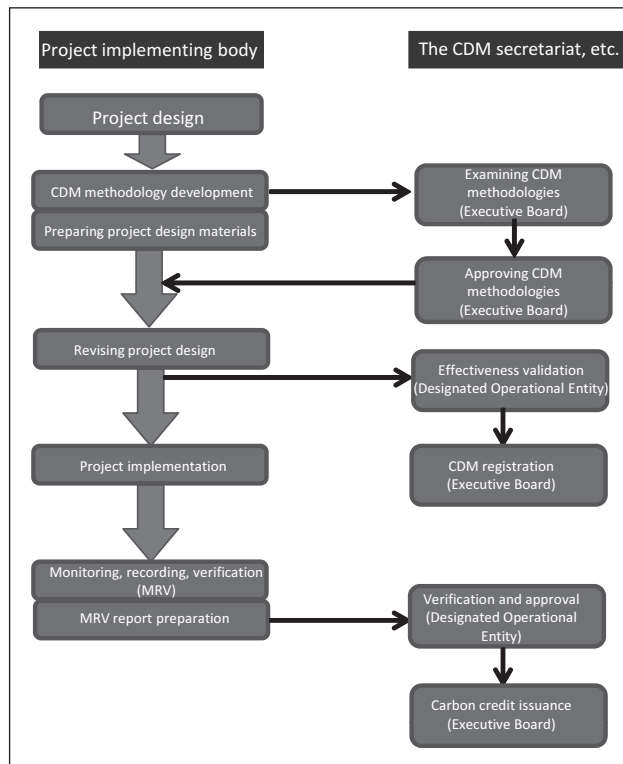 Project implementing body
The CDM secretariat, etc.
Project design
CDM methodology development
Preparing project design materials
Examining CDM
methodologies
(Executive Board)
Approving CDM
methodologies
(Executive Board)
Revising project design
Effectiveness validation
(Designated Operational Entity)
Project implementation
CDM registration
(Executive Board)
Monitoring, recording, verification
(MRV)
MRV report preparation
Verification and approval
(Designated Operational
Entity)
Carbon credit issuance
(Executive Board)